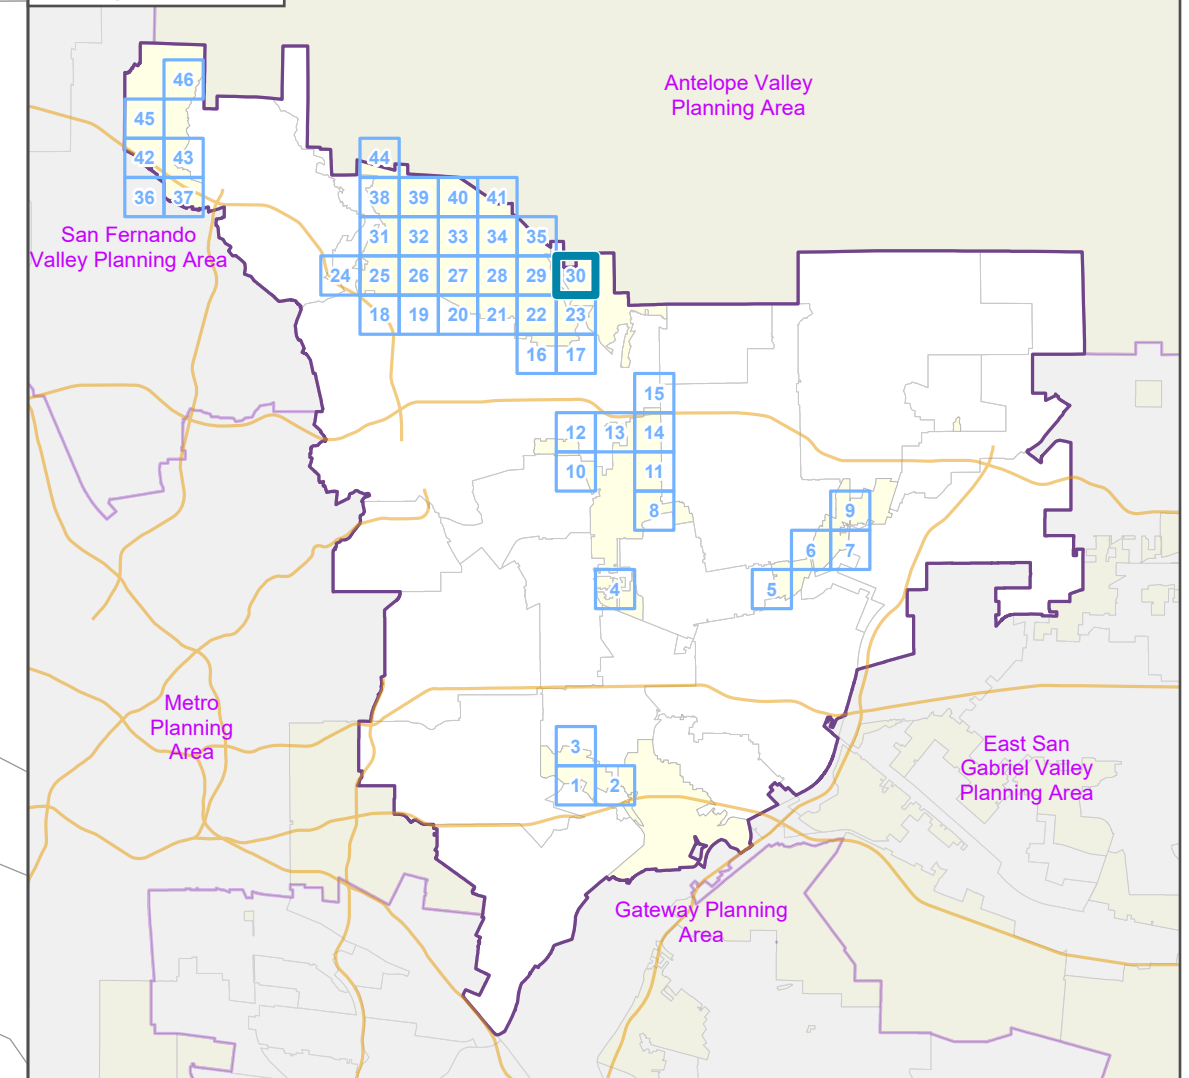 46
Antelope Valley
Planning Area
45
42 43 44
36 37 38 39 40 41
San Fernando
Valley Planning Area
31 32 33 34 35
24 25 26 27 28 29 30
18 19 20 21 22 23
16 17
15
12 13 14
10 11
8 9
6 7
4 5
Metro
Planning
Area
3
East San
Gabriel Valley
Planning Area
1 2
Gateway Planning
Area